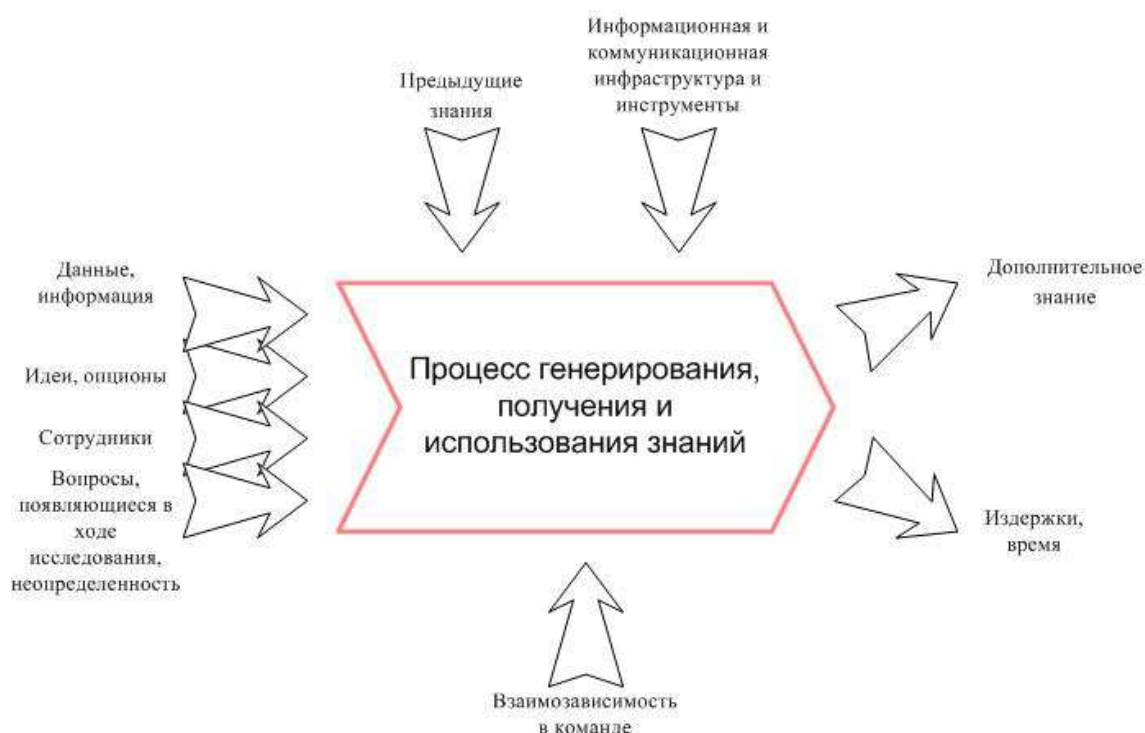 Информационная и
коммуникационная
инфраструктура и
инструменты
Предыдущие
знания
Данные,
информация
Идеи, опционы
Сотрудники
Вопросы,
появляющиеся в
ходе
исследования,
неопределенность
Процесс генерирования,
получения и
использования знаний
Дополнительное
знание
Издержки,
время
Взаимозависимость
в команде